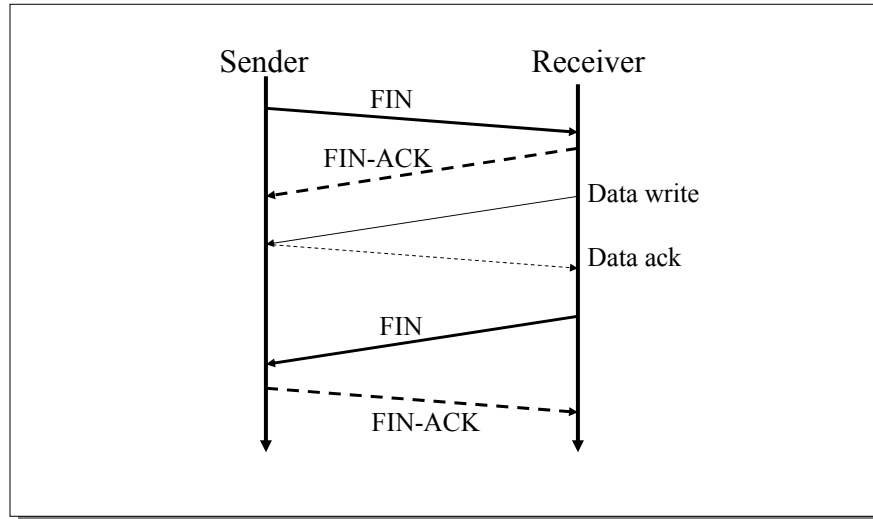 Sender
Receiver
FIN
FIN-ACK
Data write
Data ack
FIN
FIN-ACK